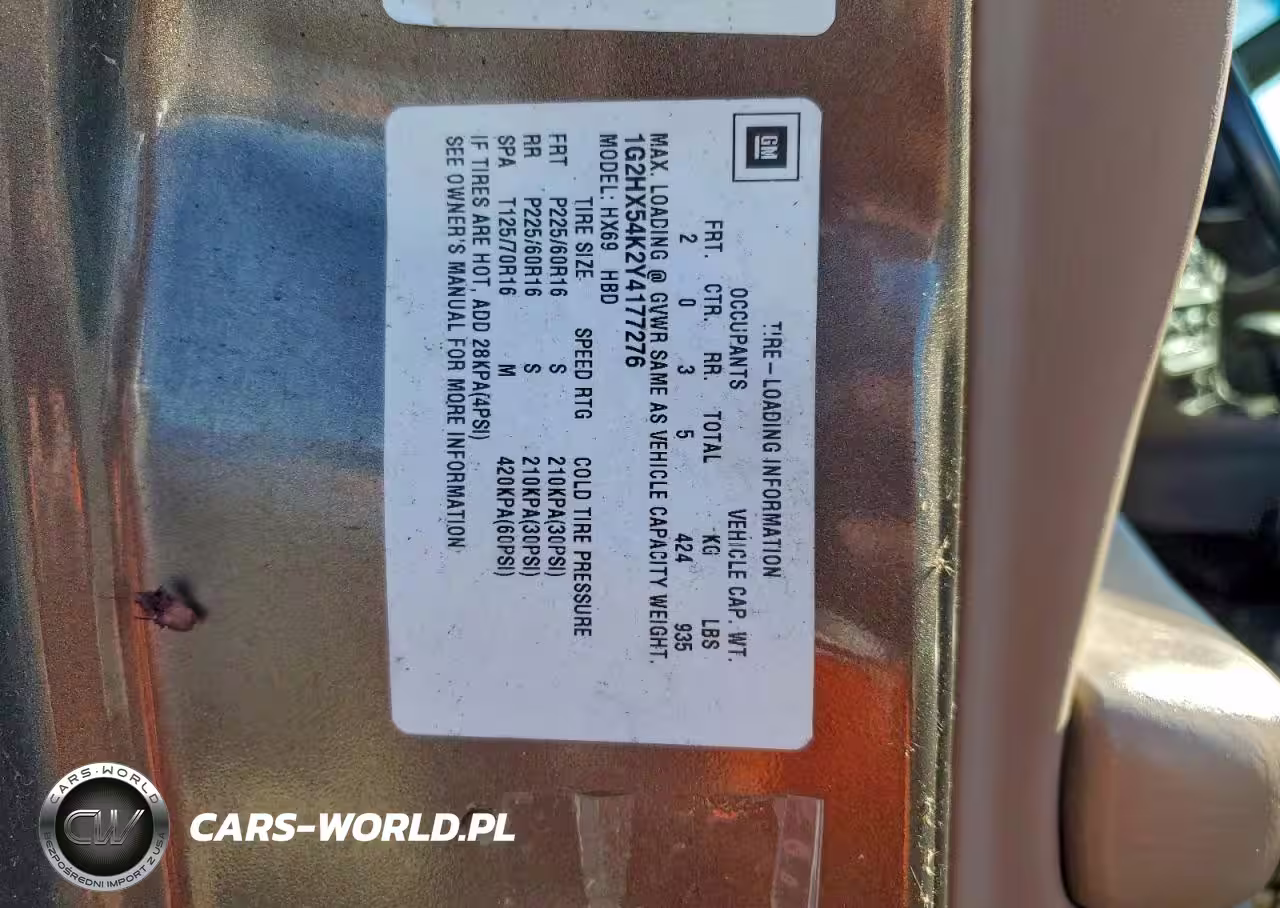 GM
TIRE-LOADING INFORMATION
OCCUPANTS VEHICLE CAP. WT.
FRT. CTR. RR. TOTAL KG LBS
2 0 3 5 424 935
MAX. LOADING @ GVWR SAME AS VEHICLE CAPACITY WEIGHT.
1G2HX54K2Y4177276
MODEL: HX69 HBD
TIRE SIZE SPEED RTG COLD TIRE PRESSURE
FRT P225/60R16 S 210KPA(30PSI)
RR P225/60R16 S 210KPA(30PSI)
SPA T125/70R16 M 420KPA(60PSI)
IF TIRES ARE HOT, ADD 28KPA(4PSI)
SEE OWNER'S MANUAL FOR MORE INFORMATION
CARS-WORLD
CW
BEZPOŚREDNI IMPORT Z USA
CARS-WORLD.PL